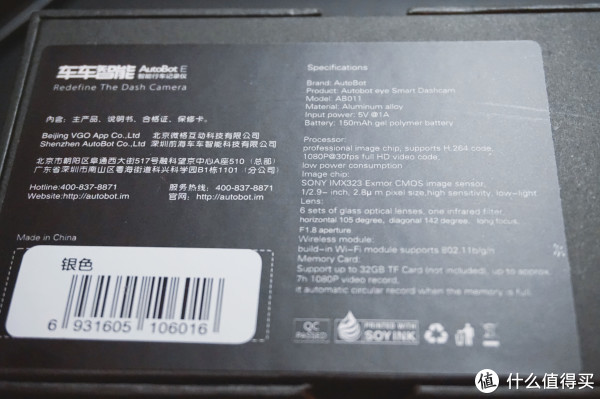 车车智能 AutoBot E
智能行车记录仪
Redefine The Dash Camera
内含：主产品、说明书、合格证、保修卡。
Beijing VGO App Co.,Ltd 北京微格互动科技有限公司
Shenzhen AutoBot Co.,Ltd 深圳前海车车智能科技有限公司
北京市朝阳区阜通西大街517号融科望京中心A座510（总部）
广东省深圳市南山区粤海街道科兴科学园B1栋1101（分公司）
Hotline:400-837-8871 服务热线：400-837-8871
Website:http://autobot.im 官网：http://autobot.im
Made in China
银色
6 931605 106016
Specifications
Brand: AutoBot
Product: Autobot eye Smart Dashcam
Model: AB011
Material: Aluminum alloy
Input power: 5V @1A
Battery: 150mAh gel polymer battery
Processor:
professional image chip, supports H.264 code,
1080P@30fps full HD video code,
low power consumption
Image chip:
SONY IMX323 Exmor CMOS image sensor,
1/2.9- inch, 2.8μm pixel size,high sensitivity, low-light
Lens:
6 sets of glass optical lenses, one infrared filter,
horizontal 105 degree, diagonal 142 degree, long focus,
F1.8 aperture
Wireless module:
build-in Wi-Fi module supports 802.11b/g/n
Memory Card:
Support up to 32GB TF Card (not included), up to approx.
7h 1080P video record,
it automatic circular record when the memory is full.
QC
PASSED
PRINTED WITH
SOY INK
值 什么值得买